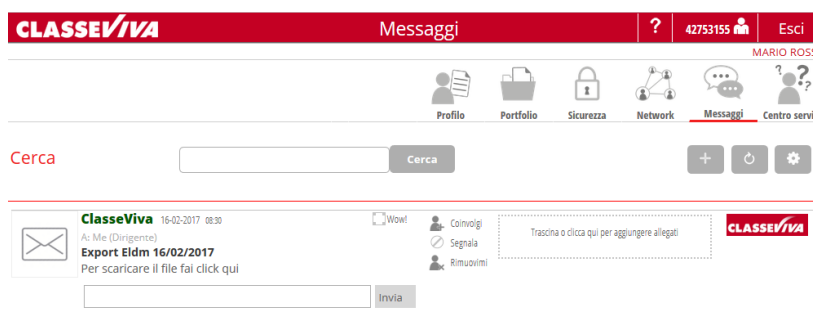 CLASSEVIVA Messaggi ? 42753155 Esci
MARIO ROSS
Profilo Portfolio Sicurezza Network Messaggi Centro servi
Cerca Cerca
ClasseViva 16-02-2017 08:30 Wow! Coinvolgi Trascina o clicca qui per aggiungere allegati CLASSEVIVA
A: Me (Dirigente) Segnala
Export Eldm 16/02/2017 Rimuovimi
Per scaricare il file fai click qui
Invia